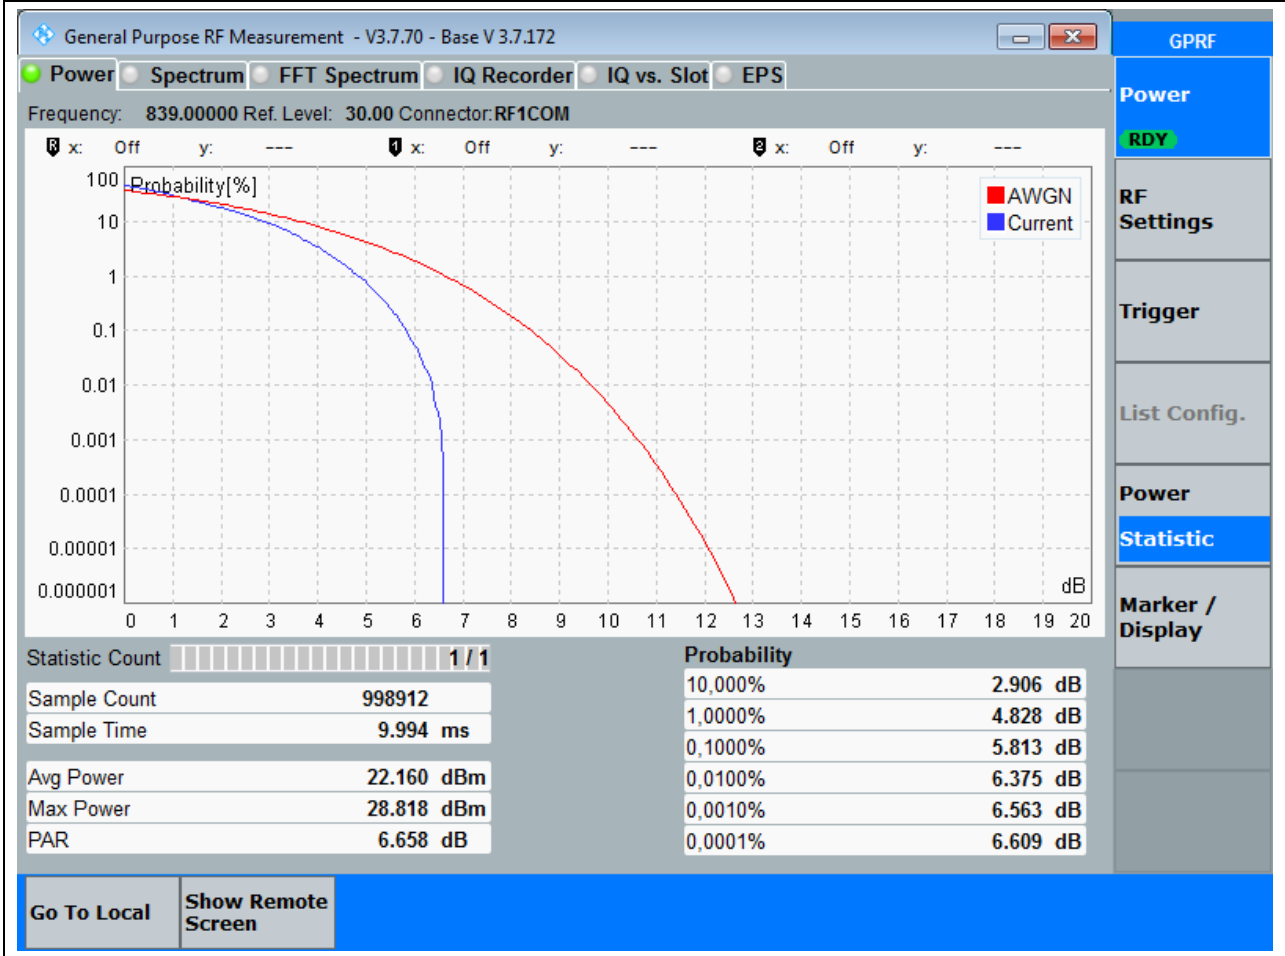 General Purpose RF Measurement - V3.7.70 - Base V 3.7.172
GPRF
Power Spectrum FFT Spectrum IQ Recorder IQ vs. Slot EPS
Power
RDY
Frequency: 839.00000 Ref. Level: 30.00 Connector:RF1COM
R x: Off y: --- 1 x: Off y: --- 2 x: Off y: ---
Probability[%]
100
10
1
0.1
0.01
0.001
0.0001
0.00001
0.000001
AWGN
Current
dB
0 1 2 3 4 5 6 7 8 9 10 11 12 13 14 15 16 17 18 19 20
RF
Settings
Trigger
List Config.
Power
Statistic
Marker /
Display
Statistic Count 1 / 1
Sample Count 998912
Sample Time 9.994 ms
Avg Power 22.160 dBm
Max Power 28.818 dBm
PAR 6.658 dB
Probability
10,000% 2.906 dB
1,0000% 4.828 dB
0,1000% 5.813 dB
0,0100% 6.375 dB
0,0010% 6.563 dB
0,0001% 6.609 dB
Go To Local
Show Remote
Screen